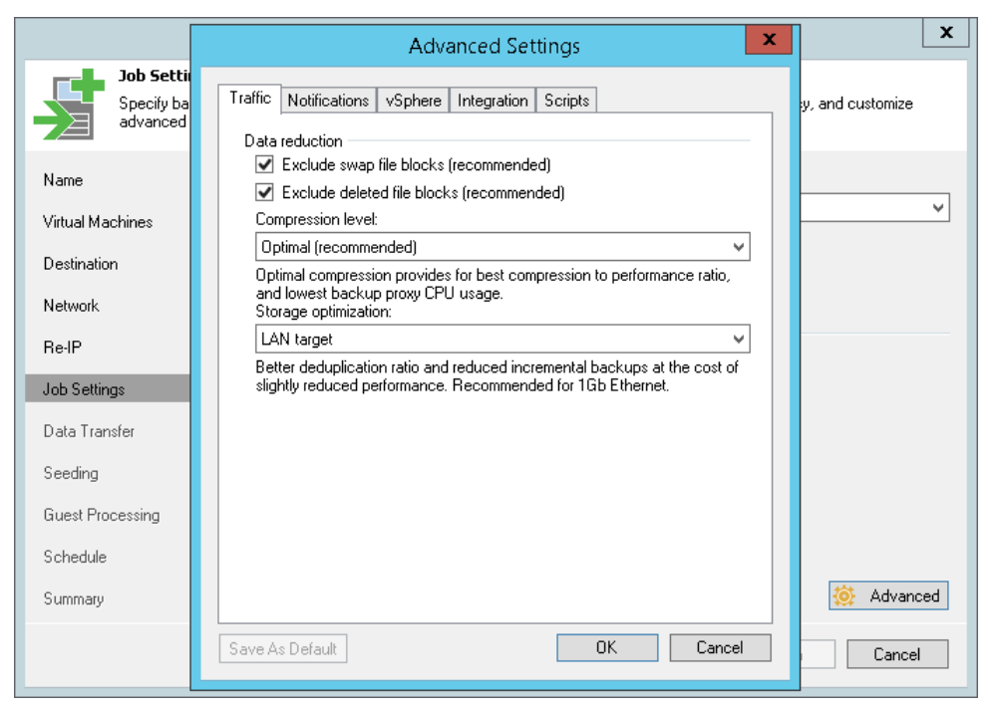 x
Advanced Settings
x
Job Setti
Specify ba
advanced
y, and customize
Traffic
Notifications
vSphere
Integration
Scripts
Name
Virtual Machines
Destination
Network
Re-IP
Job Settings
Data Transfer
Seeding
Guest Processing
Schedule
Summary
Data reduction
Exclude swap file blocks (recommended)
Exclude deleted file blocks (recommended)
Compression level:
Optimal (recommended)
Optimal compression provides for best compression to performance ratio,
and lowest backup proxy CPU usage.
Storage optimization:
LAN target
Better deduplication ratio and reduced incremental backups at the cost of
slightly reduced performance. Recommended for 1Gb Ethernet.
Advanced
Save As Default
OK
Cancel
Cancel